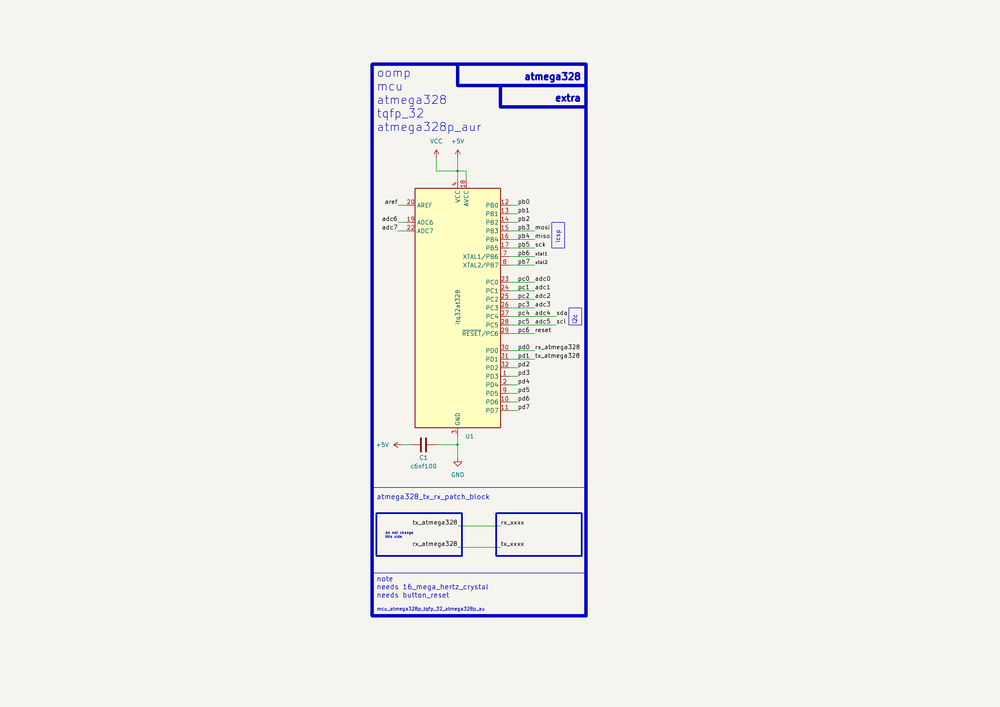 oomp
mcu
atmega328
tqfp_32
atmega328p_aur
atmega328
extra
VCC +5V
4 18
VCC AVCC
aref 20 AREF PB0 12 pb0
PB1 13 pb1
adc6 19 ADC6 PB2 14 pb2
adc7 22 ADC7 PB3 15 pb3 mosi
PB4 16 pb4 miso
PB5 17 pb5 sck
icsp
XTAL1/PB6 7 pb6 xtal1
XTAL2/PB7 8 pb7 xtal2
PC0 23 pc0 adc0
PC1 24 pc1 adc1
PC2 25 pc2 adc2
PC3 26 pc3 adc3
PC4 27 pc4 adc4 sda
PC5 28 pc5 adc5 scl
i2c
RESET/PC6 29 pc6 reset
itq32at328
PD0 30 pd0 rx_atmega328
PD1 31 pd1 tx_atmega328
PD2 32 pd2
PD3 1 pd3
PD4 2 pd4
PD5 9 pd5
PD6 10 pd6
PD7 11 pd7
GND
3 U1
+5V
C1
c6nf100
GND
atmega328_tx_rx_patch_block
tx_atmega328 rx_xxxx
do not change
this side
rx_atmega328 tx_xxxx
note
needs 16_mega_hertz_crystal
needs button_reset
mcu_atmega328p_tqfp_32_atmega328p_au